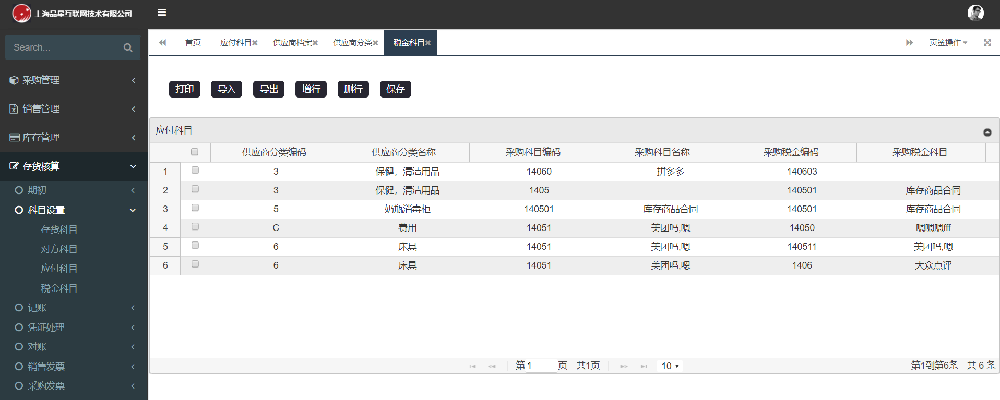 上海品星互联网技术有限公司
Search...
采购管理
销售管理
库存管理
存货核算
期初
科目设置
存货科目
对方科目
应付科目
税金科目
记账
凭证处理
对账
销售发票
采购发票
首页 应付科目 供应商档案 供应商分类 税金科目 页签操作
打印 导入 导出 增行 删行 保存
应付科目
供应商分类编码 供应商分类名称 采购科目编码 采购科目名称 采购税金编码 采购税金科目
1 3 保健，清洁用品 14060 拼多多 140603
2 3 保健，清洁用品 1405 140501 库存商品合同
3 5 奶瓶消毒柜 140501 库存商品合同 140501 库存商品合同
4 C 费用 14051 美团吗,嗯 14050 嗯嗯嗯fff
5 6 床具 14051 美团吗,嗯 140511 美团吗,嗯
6 6 床具 14051 美团吗,嗯 1406 大众点评
第 1 页 共1页 10 第1到第6条 共 6 条